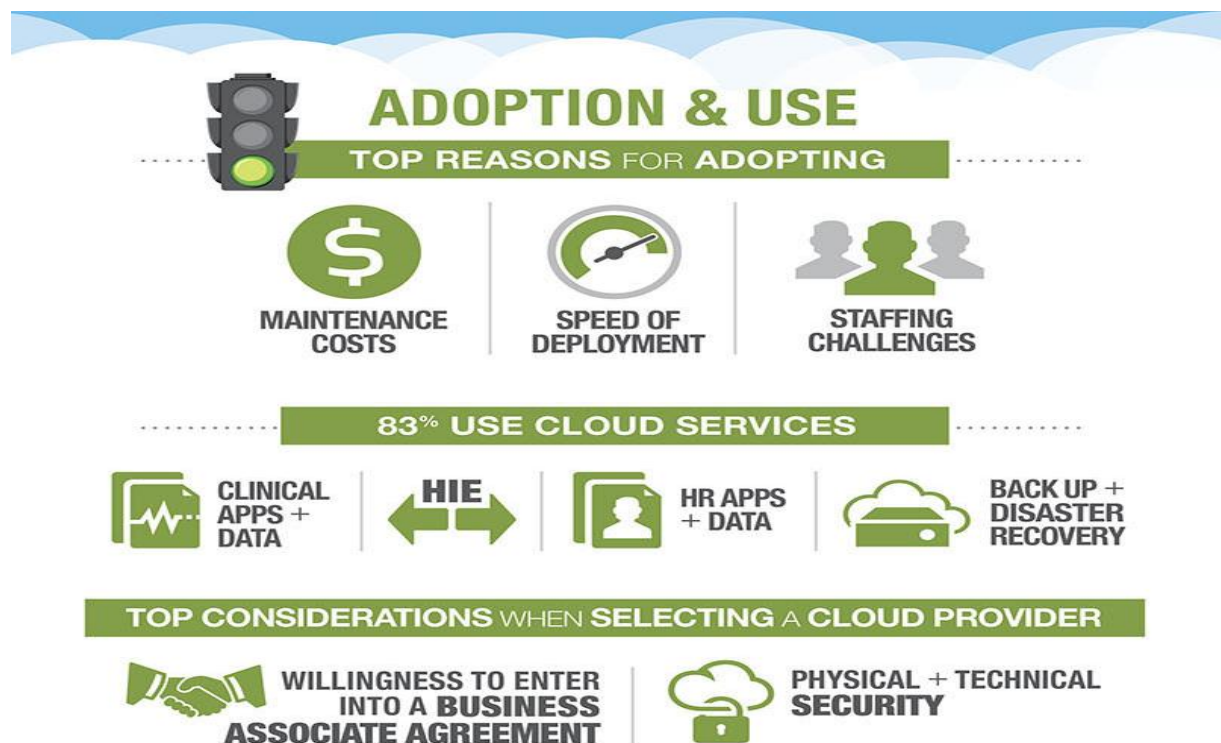 ADOPTION & USE
TOP REASONS FOR ADOPTING
$
MAINTENANCE
COSTS
SPEED OF
DEPLOYMENT
STAFFING
CHALLENGES
83% USE CLOUD SERVICES
CLINICAL
APPS +
DATA
HIE
HR APPS
+ DATA
BACK UP +
DISASTER
RECOVERY
TOP CONSIDERATIONS WHEN SELECTING A CLOUD PROVIDER
WILLINGNESS TO ENTER
INTO A BUSINESS
ASSOCIATE AGREEMENT
PHYSICAL + TECHNICAL
SECURITY